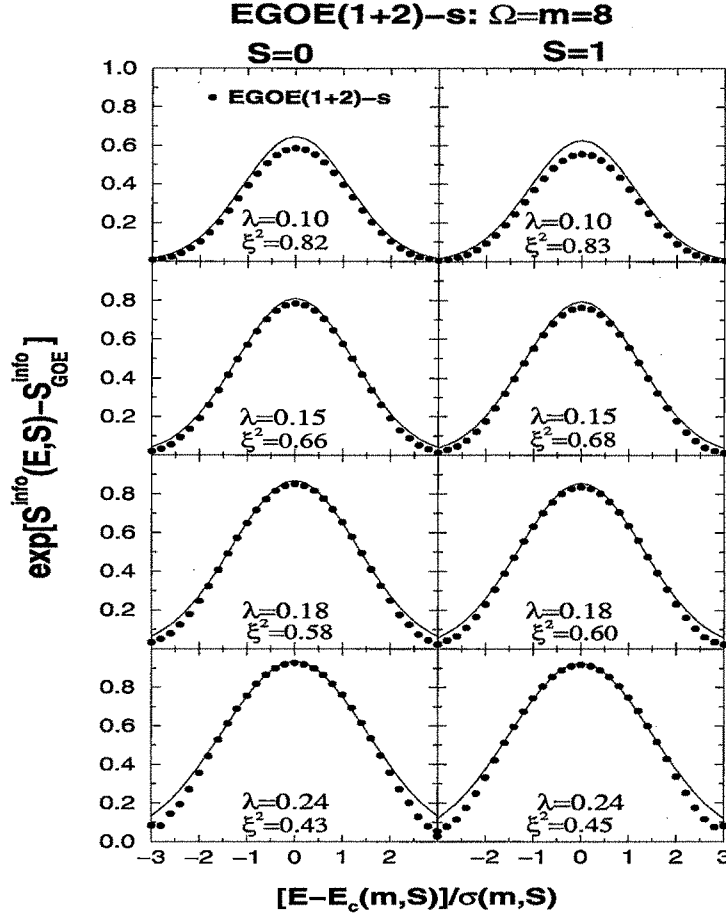 EGOE(1+2)-s: Ω=m=8
S=0 S=1
• EGOE(1+2)-s
1.0
0.8
0.6
0.4
0.2
λ=0.10
ξ²=0.82
λ=0.10
ξ²=0.83
0.8
0.6
0.4
0.2
λ=0.15
ξ²=0.66
λ=0.15
ξ²=0.68
0.8
0.6
0.4
0.2
λ=0.18
ξ²=0.58
λ=0.18
ξ²=0.60
0.8
0.6
0.4
0.2
0.0
λ=0.24
ξ²=0.43
λ=0.24
ξ²=0.45
−3 −2 −1 0 1 2 3 −2 −1 0 1 2 3
exp[S^info(E,S)−S^info_GOE]
[E−E_c(m,S)]/σ(m,S)